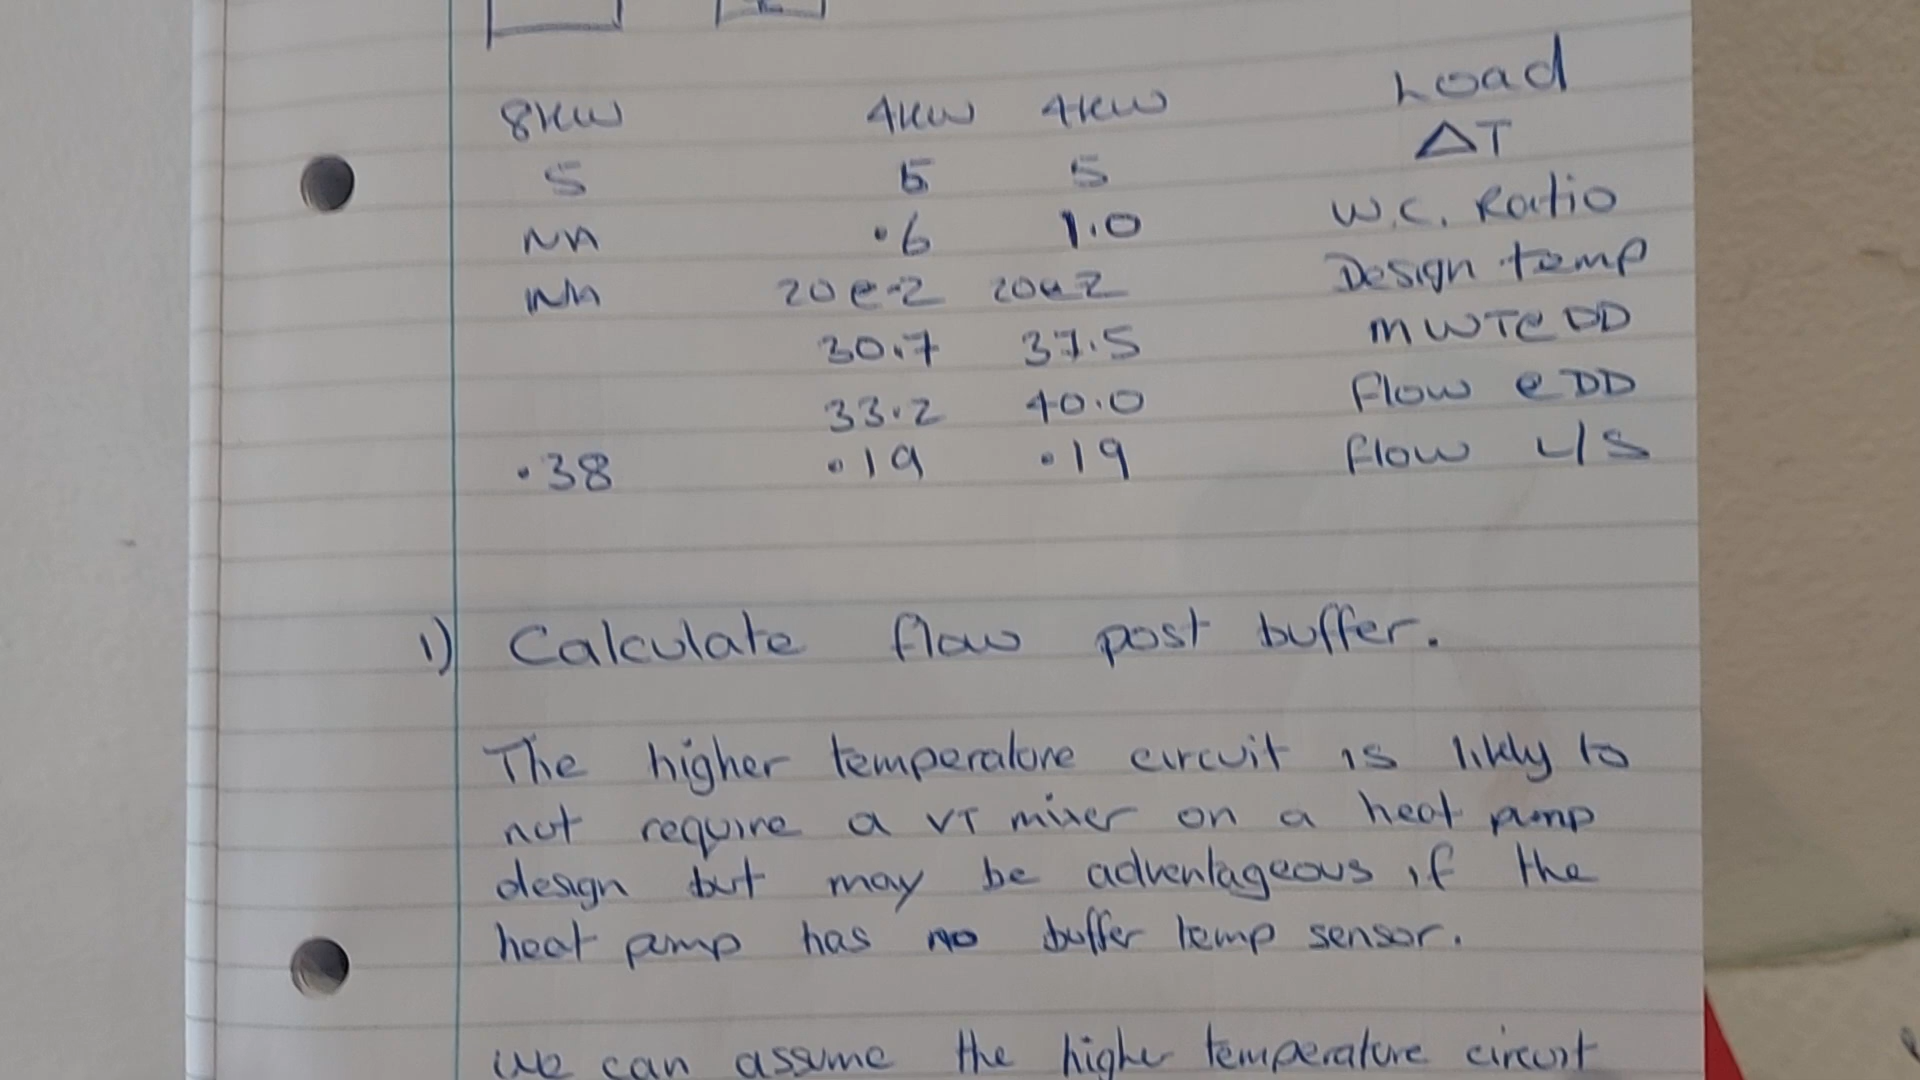 8kW 4kW 4kW Load
5 5 5 ΔT
NA .6 1.0 W.C. Ratio
NA 20e-2 20e2 Design temp
30.7 37.5 MWTe DD
33.2 40.0 Flow e DD
.38 .19 .19 flow L/S
1) Calculate flow post buffer.
The higher temperature circuit is likly to
not require a VT mixer on a heat pump
design but may be advantageous if the
heat pump has no buffer temp sensor.
we can assume the higher temperature circuit